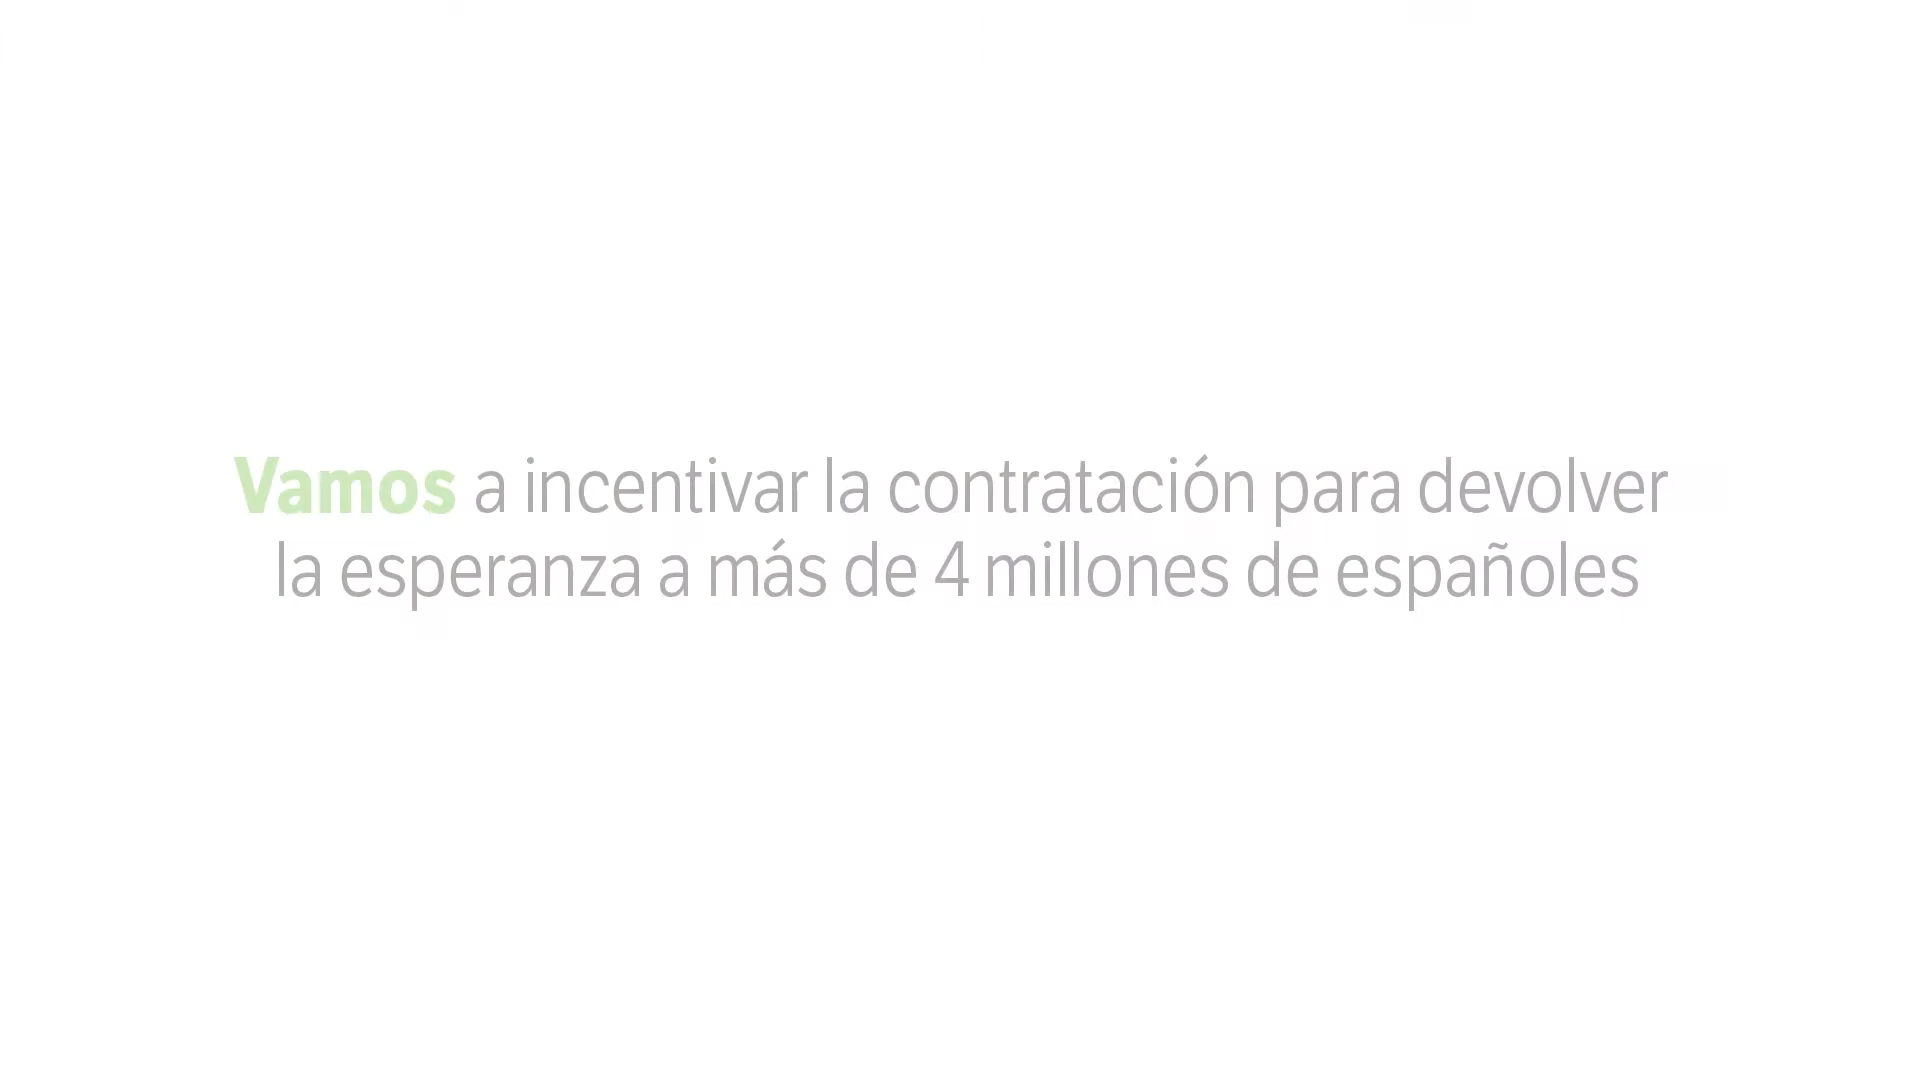 Vamos a incentivar la contratación para devolver
la esperanza a más de 4 millones de españoles